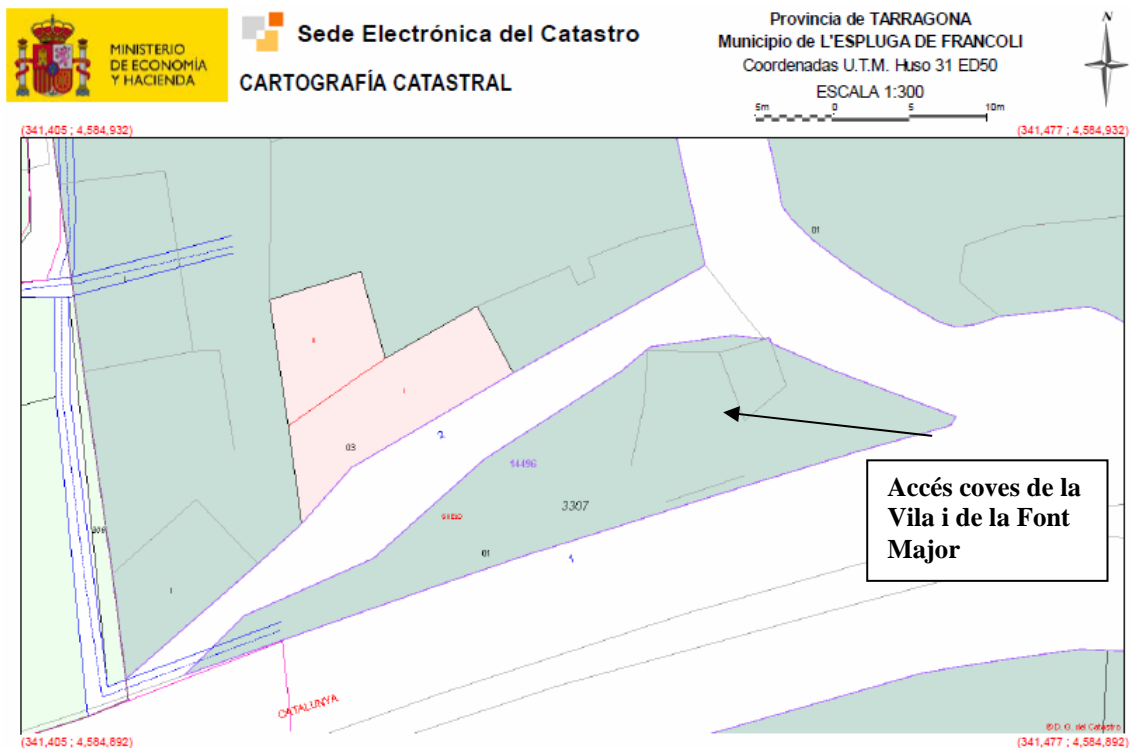 MINISTERIO
DE ECONOMÍA
Y HACIENDA
Sede Electrónica del Catastro
CARTOGRAFÍA CATASTRAL
Provincia de TARRAGONA
Municipio de L'ESPLUGA DE FRANCOLI
Coordenadas U.T.M. Huso 31 ED50
ESCALA 1:300
N
5m 0 5 10m
(341,405 ; 4,584,932)
(341,477 ; 4,584,932)
01
I
03
2
14496
3307
01
1
I
CATALUNYA
Accés coves de la
Vila i de la Font
Major
© D. G. del Catastro
(341,405 ; 4,584,892)
(341,477 ; 4,584,892)